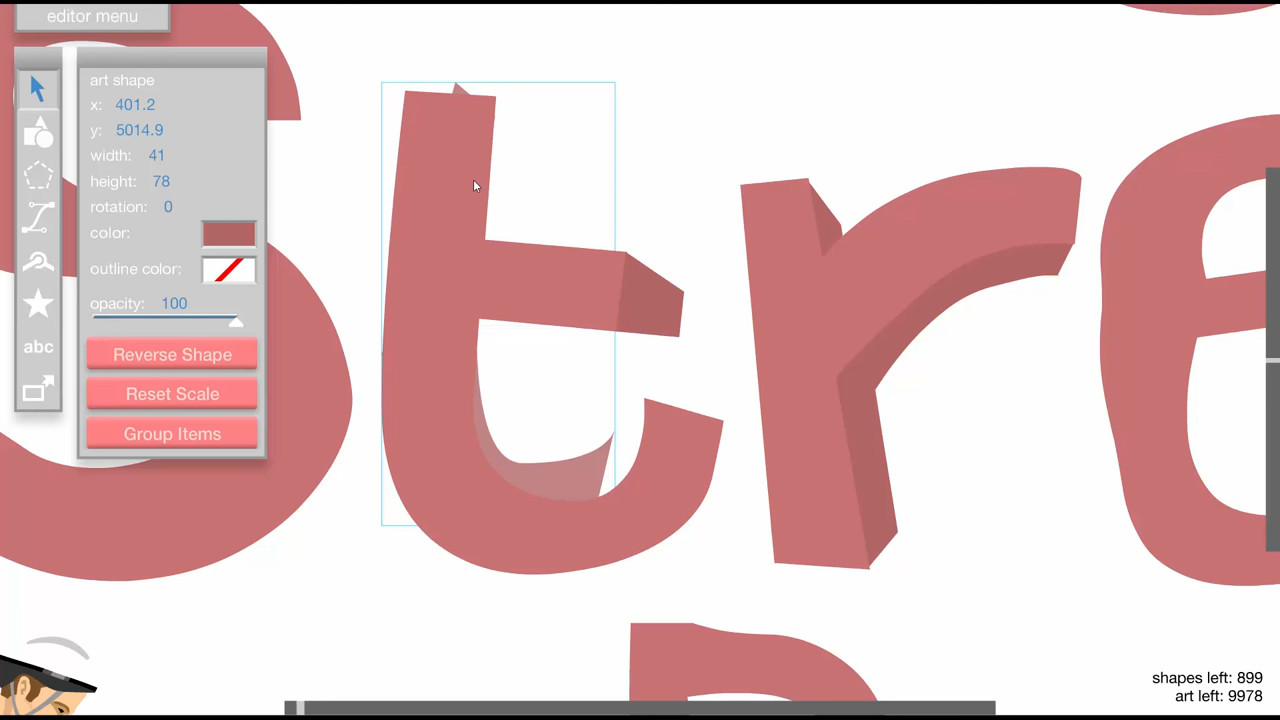 editor menu
art shape
x: 401.2
y: 5014.9
width: 41
height: 78
rotation: 0
color:
outline color:
opacity: 100
Reverse Shape
Reset Scale
Group Items
abc
Stre
shapes left: 899
art left: 9978